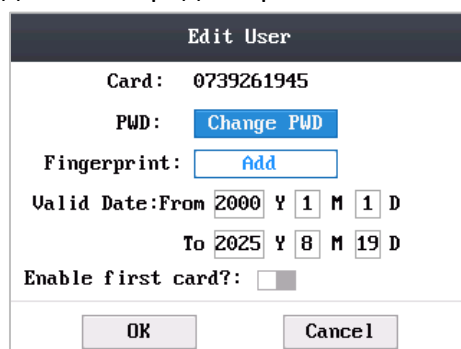 Edit User
Card: 0739261945
PWD: Change PWD
Fingerprint: Add
Valid Date:From 2000 Y 1 M 1 D
To 2025 Y 8 M 19 D
Enable first card?:
OK Cancel